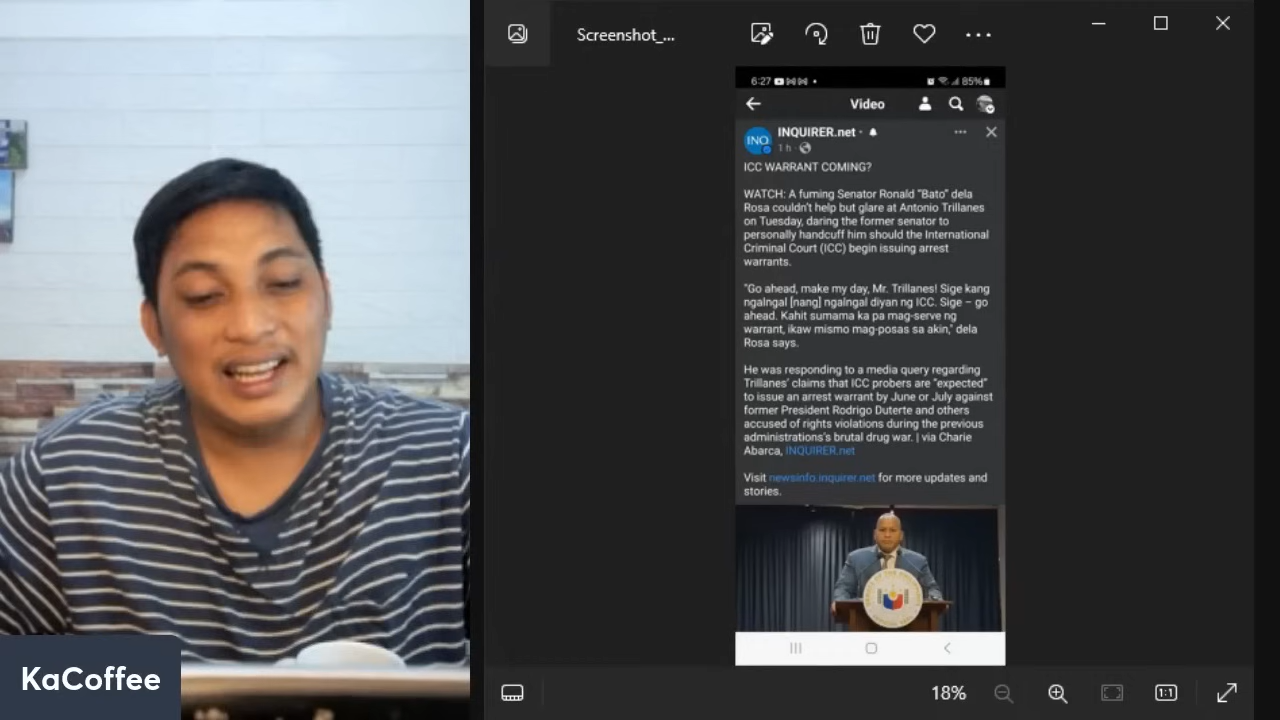 Screenshot_...
6:27
85%
Video
INQUIRER.net ·
INQ
1 h ·
ICC WARRANT COMING?
WATCH: A fuming Senator Ronald "Bato" dela
Rosa couldn't help but glare at Antonio Trillanes
on Tuesday, daring the former senator to
personally handcuff him should the International
Criminal Court (ICC) begin issuing arrest
warrants.
"Go ahead, make my day, Mr. Trillanes! Sige kang
ngalngal [nang] ngalngal diyan ng ICC. Sige – go
ahead. Kahit sumama ka pa mag-serve ng
warrant, ikaw mismo mag-posas sa akin," dela
Rosa says.
He was responding to a media query regarding
Trillanes' claims that ICC probers are "expected"
to issue an arrest warrant by June or July against
former President Rodrigo Duterte and others
accused of rights violations during the previous
administrations's brutal drug war. | via Charie
Abarca, INQUIRER.net
Visit newsinfo.inquirer.net for more updates and
stories.
KaCoffee
18%
1:1